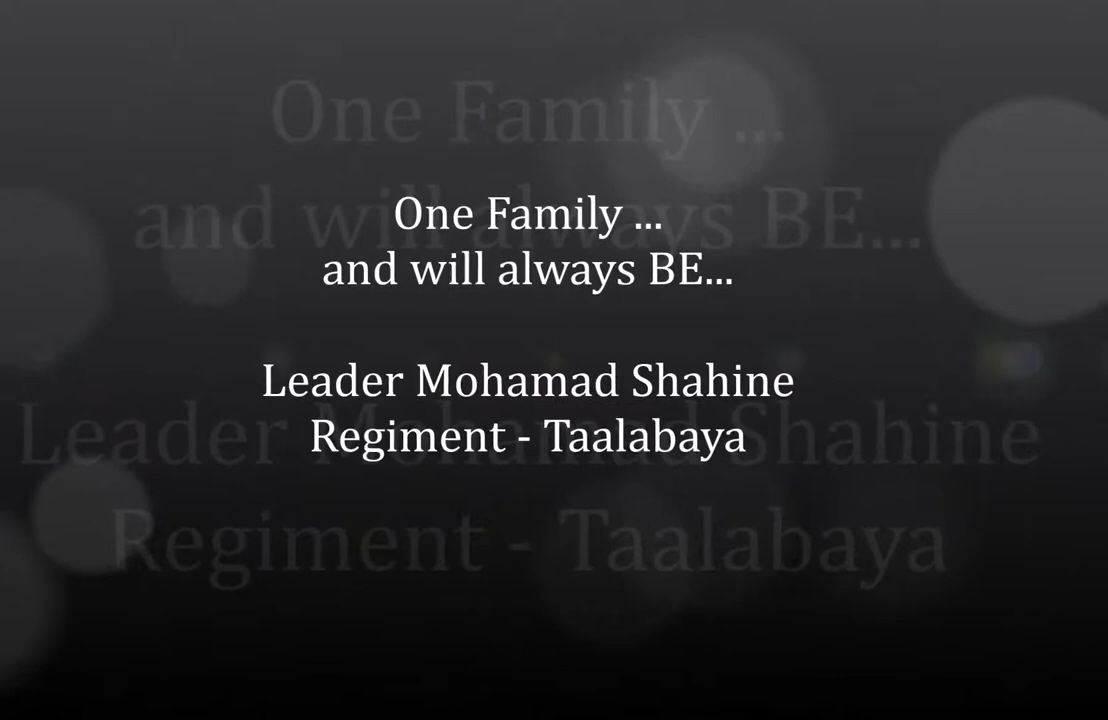 One Family ...
and will always BE...
Leader Mohamad Shahine
Regiment - Taalabaya